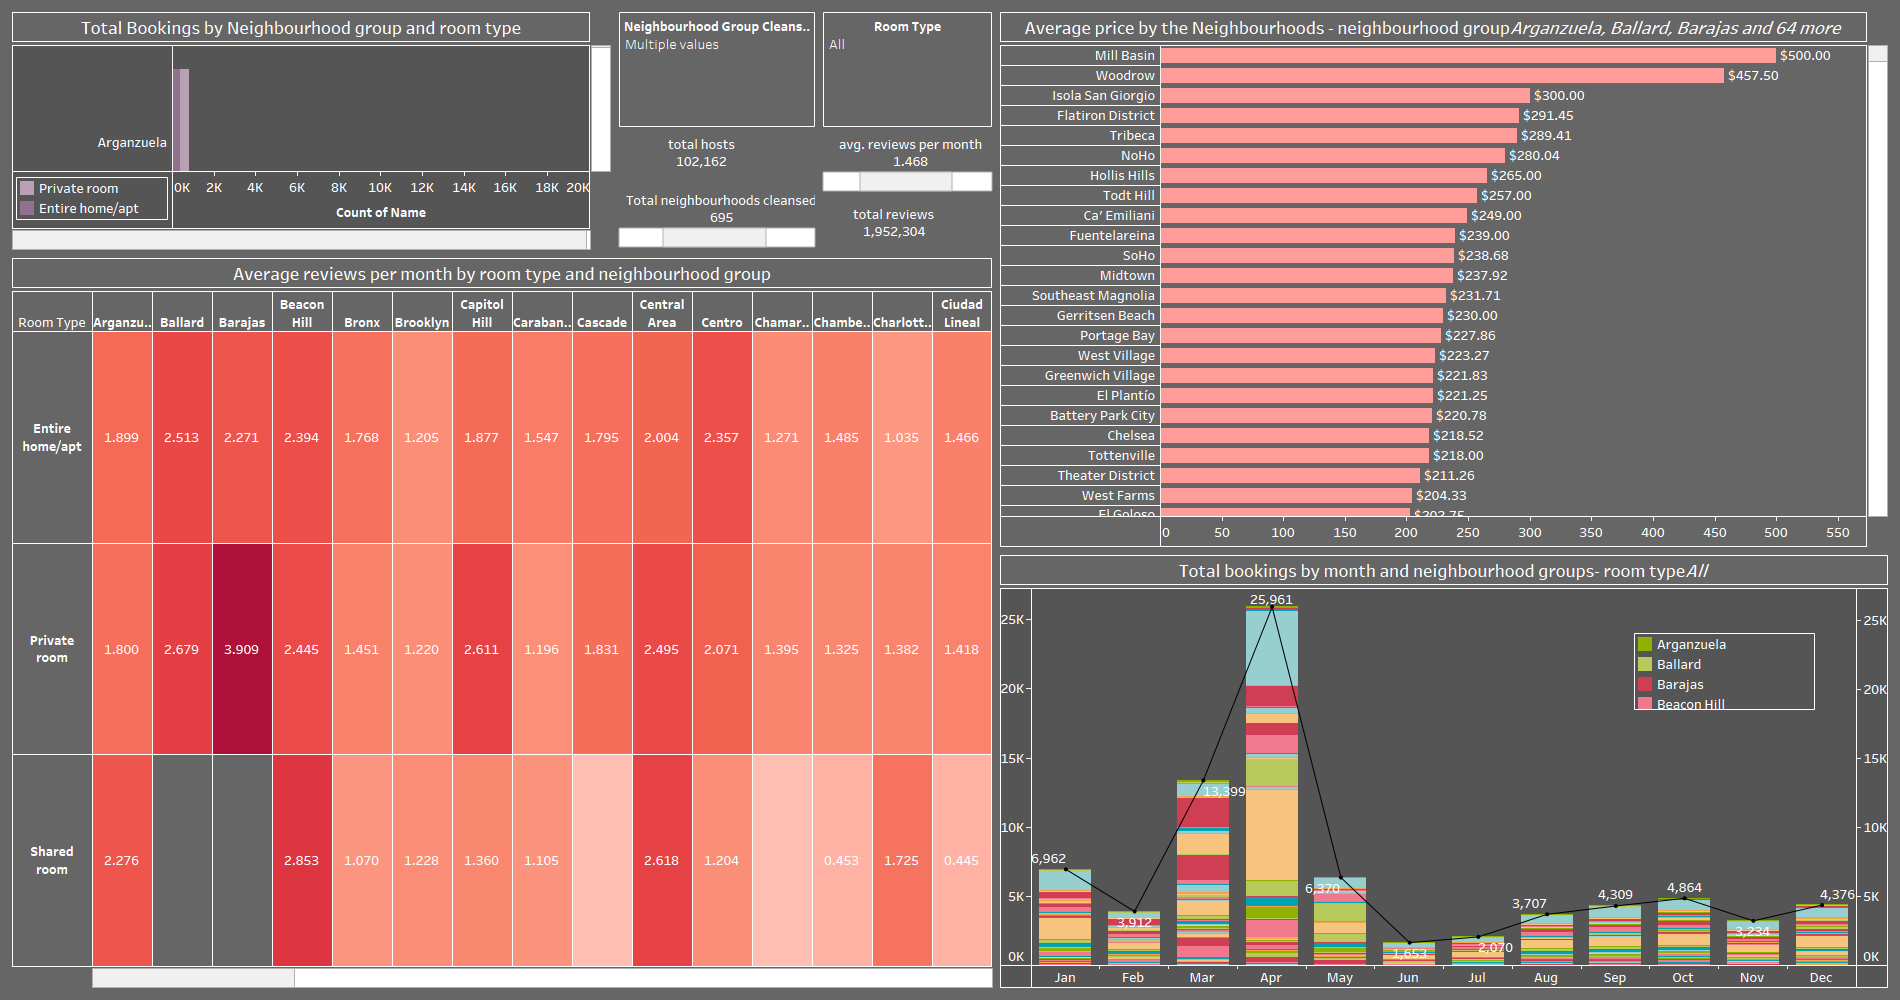 Total Bookings by Neighbourhood group and room type
Arganzuela
Private room
Entire home/apt
0K 2K 4K 6K 8K 10K 12K 14K 16K 18K 20K
Count of Name
Neighbourhood Group Cleans..
Multiple values
Room Type
All
total hosts
102,162
avg. reviews per month
1.468
Total neighbourhoods cleansed
695
total reviews
1,952,304
Average reviews per month by room type and neighbourhood group
Room Type Arganzu.. Ballard Barajas Beacon Hill Bronx Brooklyn Capitol Hill Caraban.. Cascade Central Area Centro Chamar.. Chambe.. Charlott.. Ciudad Lineal
Entire home/apt 1.899 2.513 2.271 2.394 1.768 1.205 1.877 1.547 1.795 2.004 2.357 1.271 1.485 1.035 1.466
Private room 1.800 2.679 3.909 2.445 1.451 1.220 2.611 1.196 1.831 2.495 2.071 1.395 1.325 1.382 1.418
Shared room 2.276 2.853 1.070 1.228 1.360 1.105 2.618 1.204 0.453 1.725 0.445
Average price by the Neighbourhoods - neighbourhood group Arganzuela, Ballard, Barajas and 64 more
Mill Basin $500.00
Woodrow $457.50
Isola San Giorgio $300.00
Flatiron District $291.45
Tribeca $289.41
NoHo $280.04
Hollis Hills $265.00
Todt Hill $257.00
Ca’ Emiliani $249.00
Fuentelareina $239.00
SoHo $238.68
Midtown $237.92
Southeast Magnolia $231.71
Gerritsen Beach $230.00
Portage Bay $227.86
West Village $223.27
Greenwich Village $221.83
El Plantío $221.25
Battery Park City $220.78
Chelsea $218.52
Tottenville $218.00
Theater District $211.26
West Farms $204.33
El Goloso $203.75
0 50 100 150 200 250 300 350 400 450 500 550
Total bookings by month and neighbourhood groups- room type All
25K 25K
20K 20K
15K 15K
10K 10K
5K 5K
0K 0K
6,962
3,912
13,399
25,961
6,370
1,653
2,070
3,707
4,309
4,864
3,234
4,376
Arganzuela
Ballard
Barajas
Beacon Hill
Jan Feb Mar Apr May Jun Jul Aug Sep Oct Nov Dec